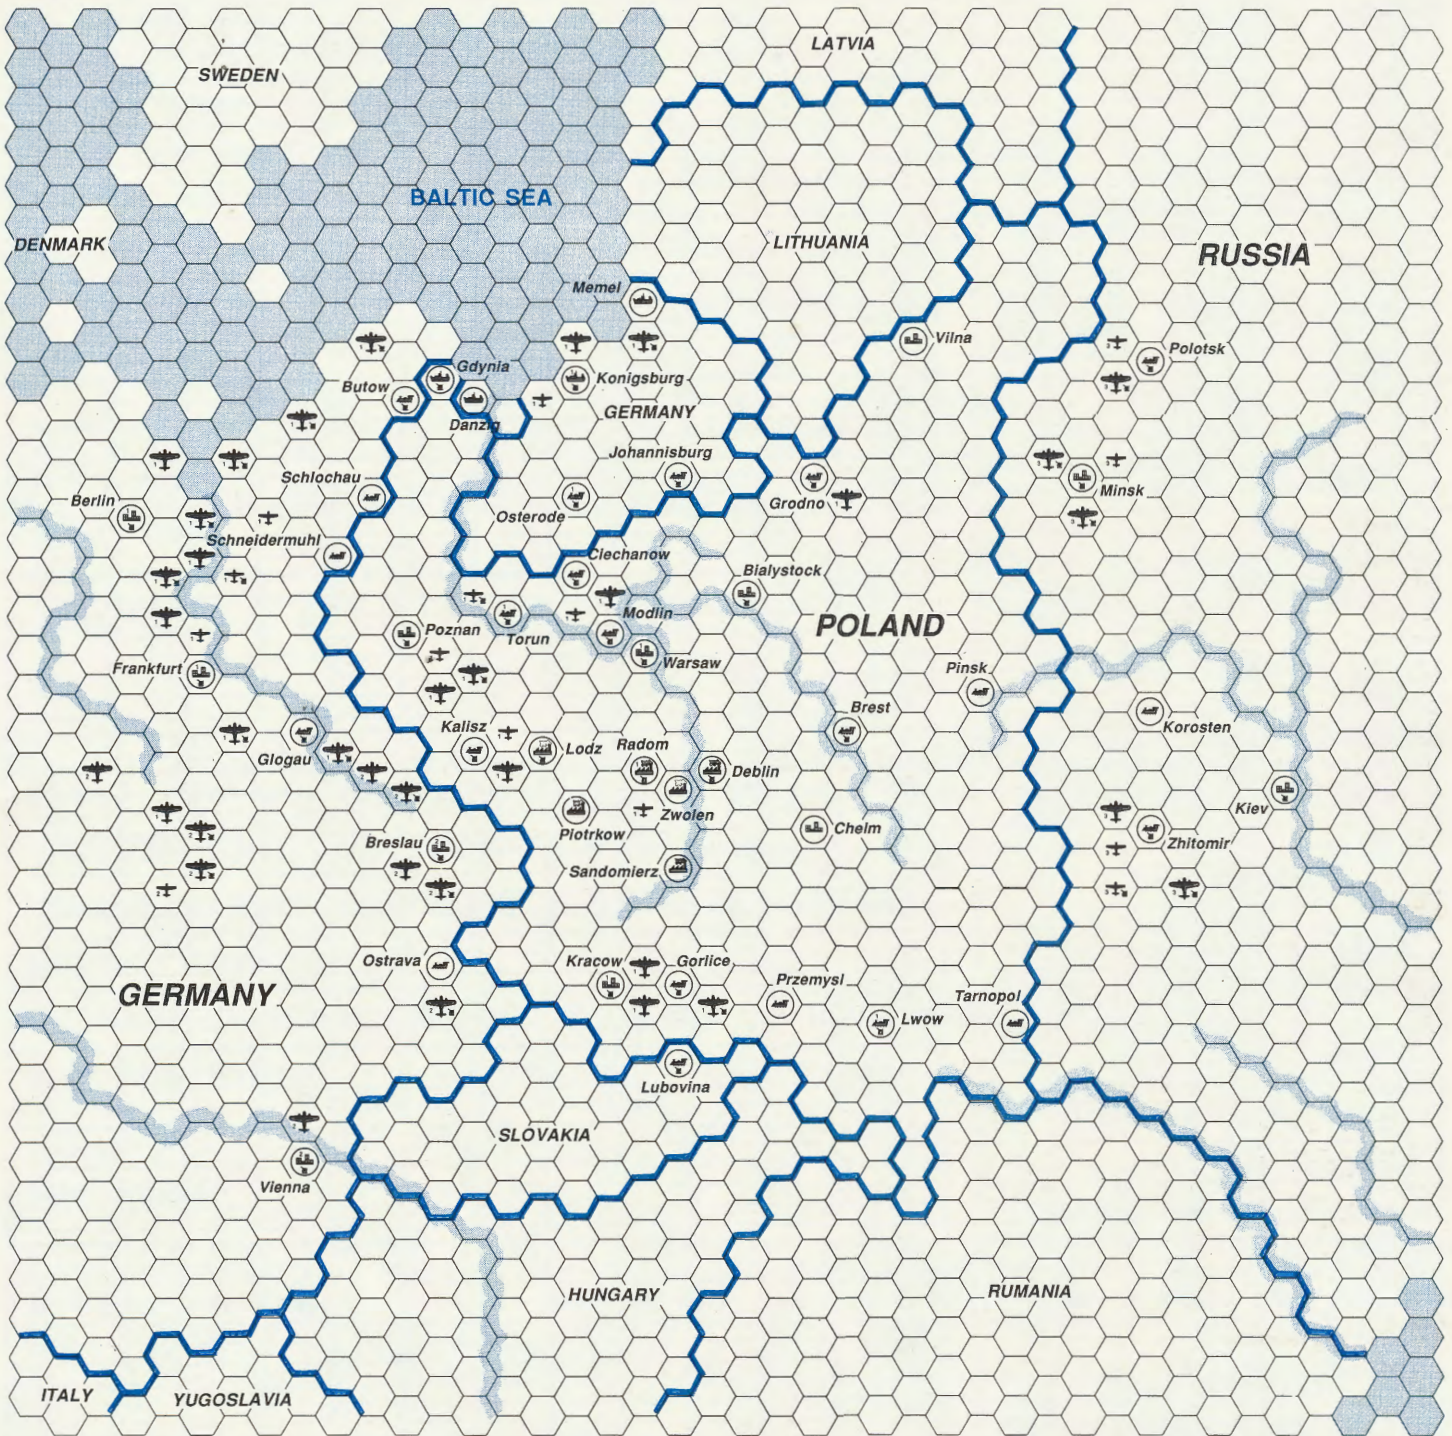 LATVIA
SWEDEN
BALTIC SEA
DENMARK
LITHUANIA
RUSSIA
Memel
Vilna
Polotsk
Gdynia
Butow
Konigsburg
Danzig
GERMANY
Johannisburg
Schlochau
Minsk
Berlin
Osterode
Grodno
Schneidermuhl
Clechanow
Bialystock
Modlin
POLAND
Poznan
Torun
Warsaw
Frankfurt
Pinsk
Brest
Korosten
Kalisz
Lodz
Radom
Glogau
Deblin
Kiev
Zwolen
Piotrkow
Chelm
Breslau
Zhitomir
Sandomierz
Ostrava
Kracow
Gorlice
Przemysl
GERMANY
Tarnopol
Lwow
Lubovina
SLOVAKIA
Vienna
HUNGARY
RUMANIA
ITALY
YUGOSLAVIA